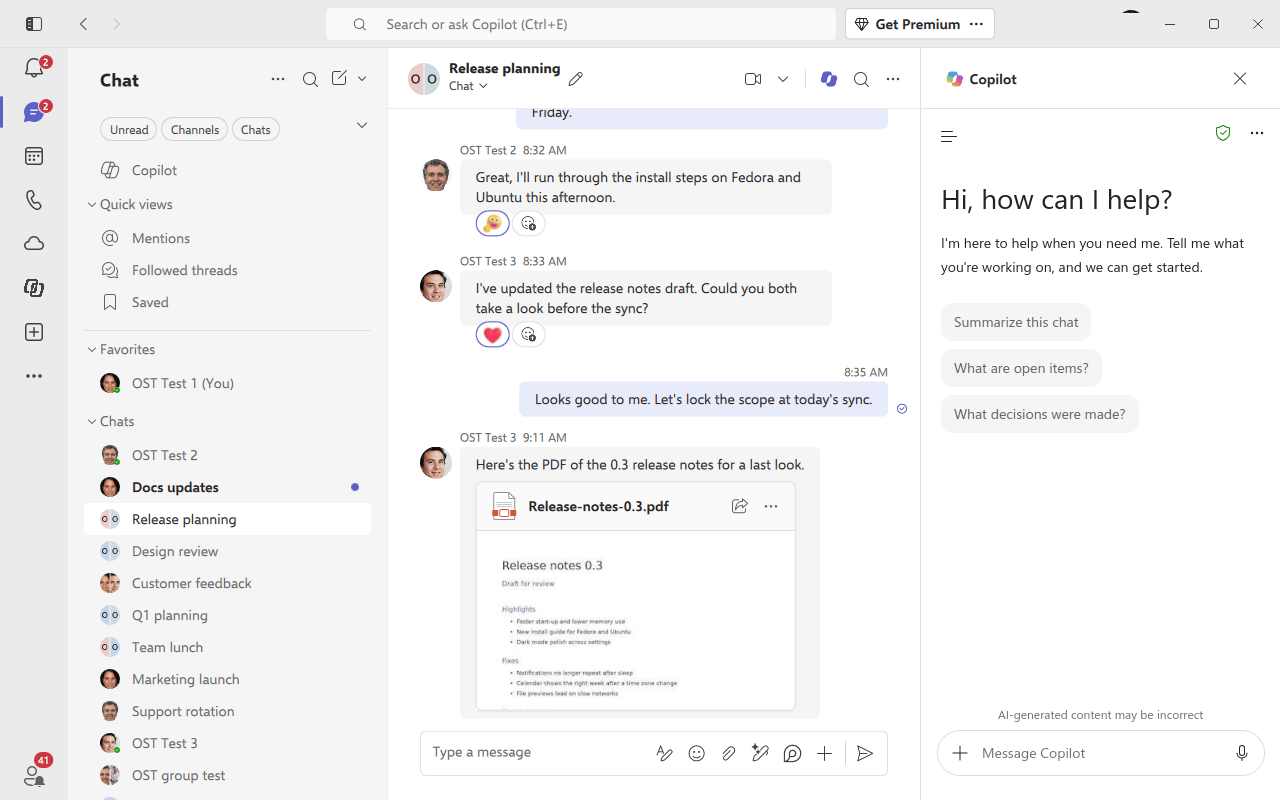 Search or ask Copilot (Ctrl+E)
Get Premium
2
2
41
Chat
Unread
Channels
Chats
Copilot
Quick views
Mentions
Followed threads
Saved
Favorites
OST Test 1 (You)
Chats
OST Test 2
Docs updates
Release planning
Design review
Customer feedback
Q1 planning
Team lunch
Marketing launch
Support rotation
OST Test 3
OST group test
O O
Release planning
Chat
Friday.
OST Test 2 8:32 AM
Great, I'll run through the install steps on Fedora and
Ubuntu this afternoon.
OST Test 3 8:33 AM
I've updated the release notes draft. Could you both
take a look before the sync?
8:35 AM
Looks good to me. Let's lock the scope at today's sync.
OST Test 3 9:11 AM
Here's the PDF of the 0.3 release notes for a last look.
Release-notes-0.3.pdf
Release notes 0.3
Draft for review
Highlights
• Faster start-up and lower memory use
• New install guide for Fedora and Ubuntu
• Dark mode polish across settings
Fixes
• Notifications no longer repeat after sleep
• Calendar shows the right week after a time zone change
• File previews load on slow networks
Type a message
Copilot
Hi, how can I help?
I'm here to help when you need me. Tell me what
you're working on, and we can get started.
Summarize this chat
What are open items?
What decisions were made?
AI-generated content may be incorrect
Message Copilot